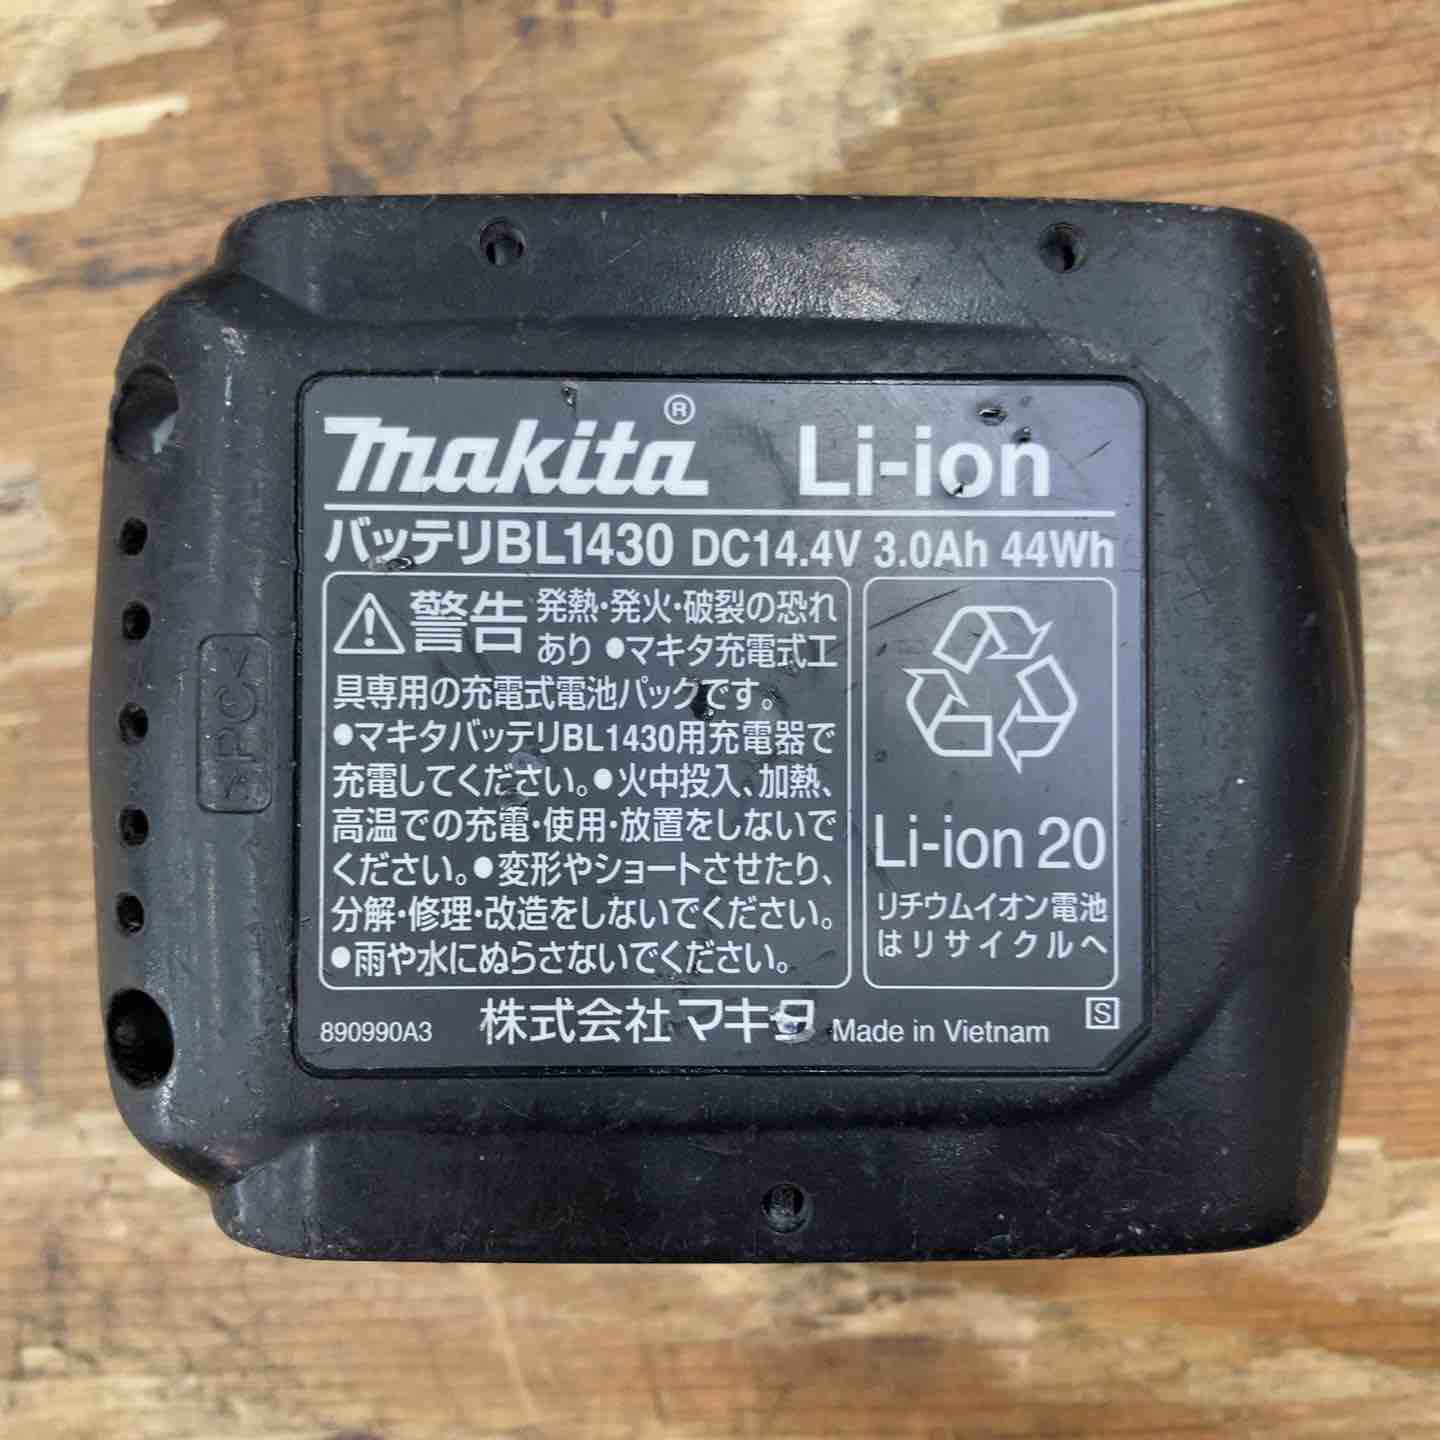 makita® Li-ion
バッテリBL1430 DC14.4V 3.0Ah 44Wh
警告 発熱・発火・破裂の恐れ
あり ●マキタ充電式工
具専用の充電式電池パックです。
●マキタバッテリBL1430用充電器で
充電してください。●火中投入、加熱、
高温での充電・使用・放置をしないで
ください。●変形やショートさせたり、
分解・修理・改造をしないでください。
●雨や水にぬらさないでください。
Li-ion 20
リチウムイオン電池
はリサイクルへ
890990A3 株式会社マキタ Made in Vietnam S
>PC<